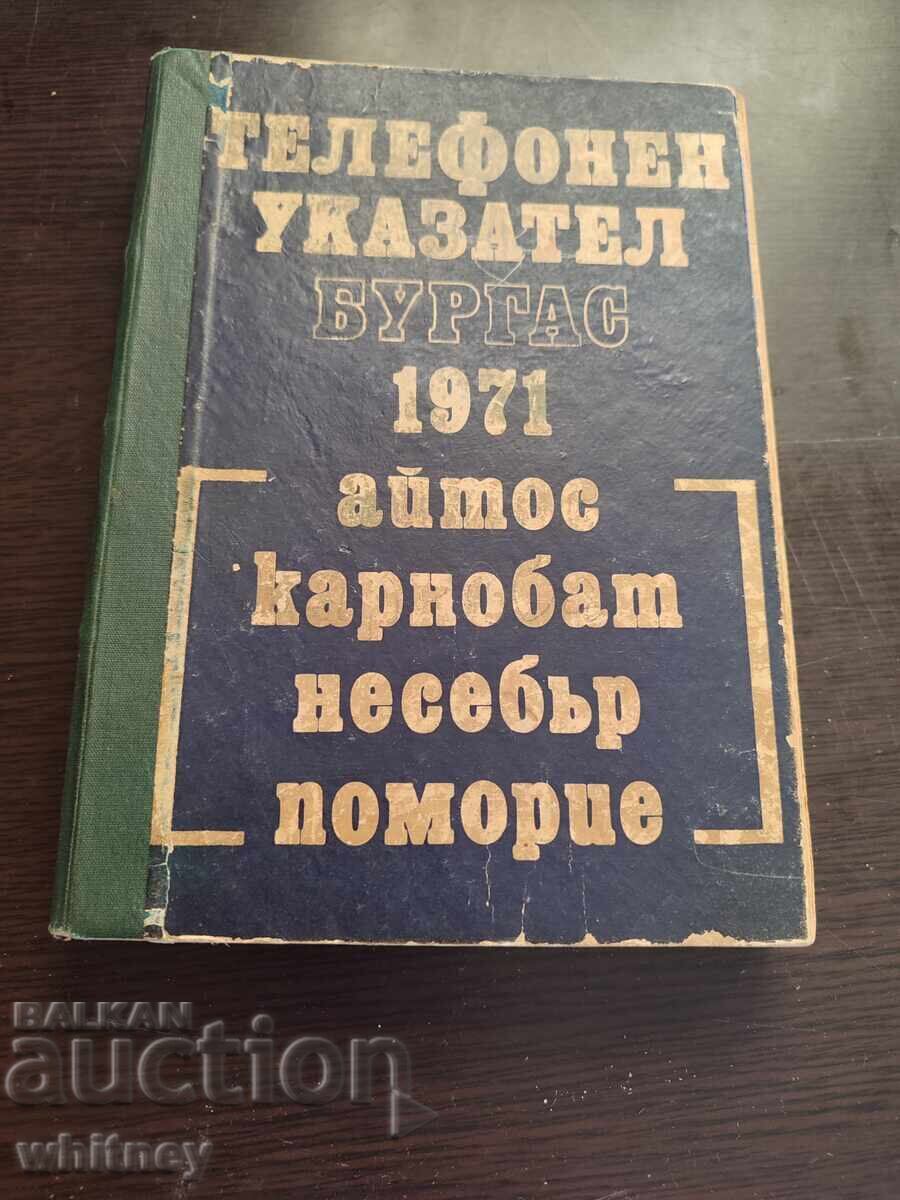 ТЕЛЕФОНЕН
УКАЗАТЕЛ
БУРГАС
1971
айтос
карнобат
несебър
поморие
BALKAN
auction
whitney